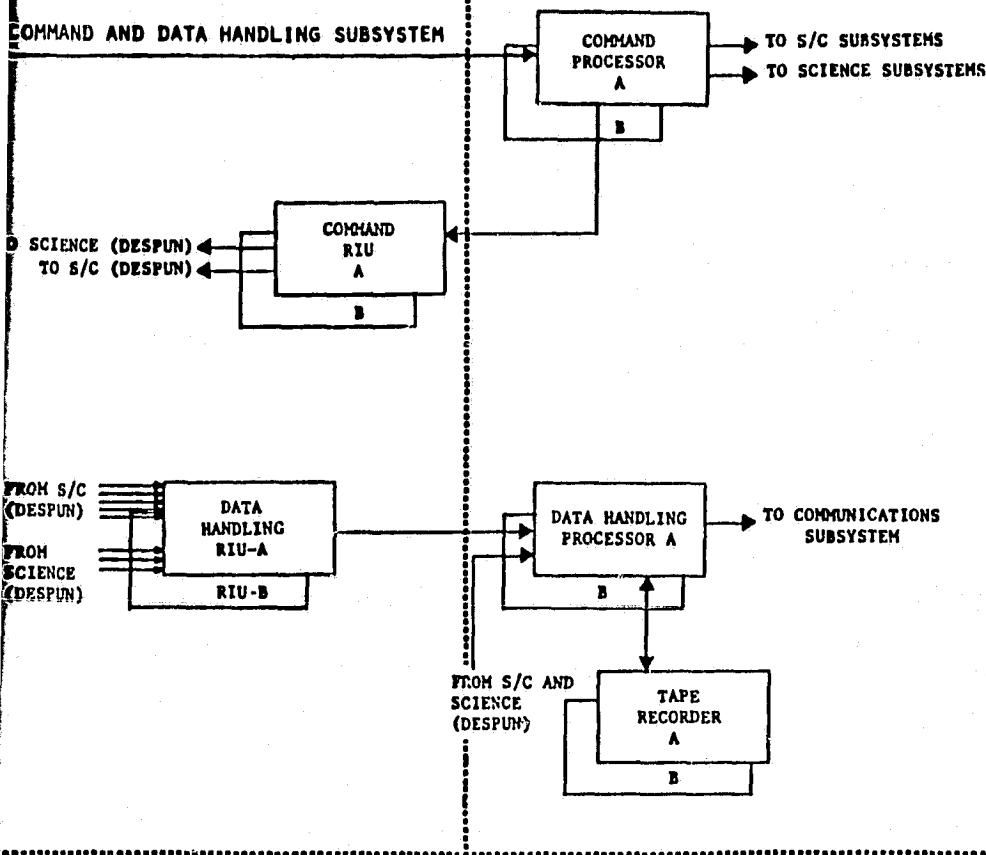 COMMAND AND DATA HANDLING SUBSYSTEM
COMMAND
PROCESSOR
A
B
TO S/C SUBSYSTEMS
TO SCIENCE SUBSYSTEMS
COMMAND
RIU
A
B
O SCIENCE (DESPUN)
TO S/C (DESPUN)
FROM S/C
(DESPUN)
FROM
SCIENCE
(DESPUN)
DATA
HANDLING
RIU-A
RIU-B
DATA HANDLING
PROCESSOR A
B
TO COMMUNICATIONS
SUBSYSTEM
FROM S/C AND
SCIENCE
(DESPUN)
TAPE
RECORDER
A
B